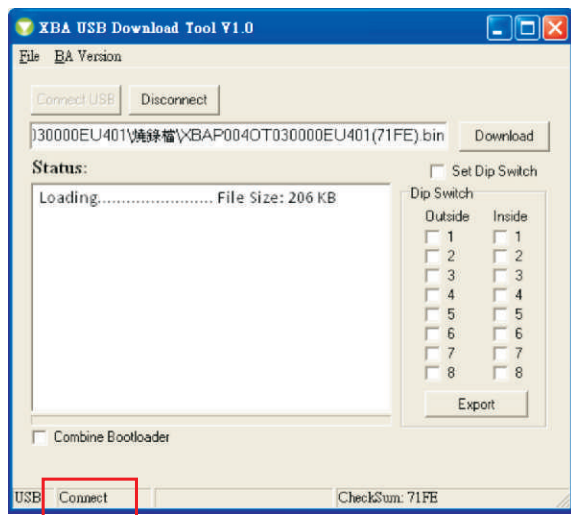 XBA USB Download Tool V1.0
File BA Version
Connect USB Disconnect
)30000EU401\燒錄檔\XBAP004OT030000EU401(71FE).bin Download
Status: Set Dip Switch
Loading....................... File Size: 206 KB
Dip Switch
Outside Inside
1 1
2 2
3 3
4 4
5 5
6 6
7 7
8 8
Export
Combine Bootloader
USB Connect CheckSum: 71FE